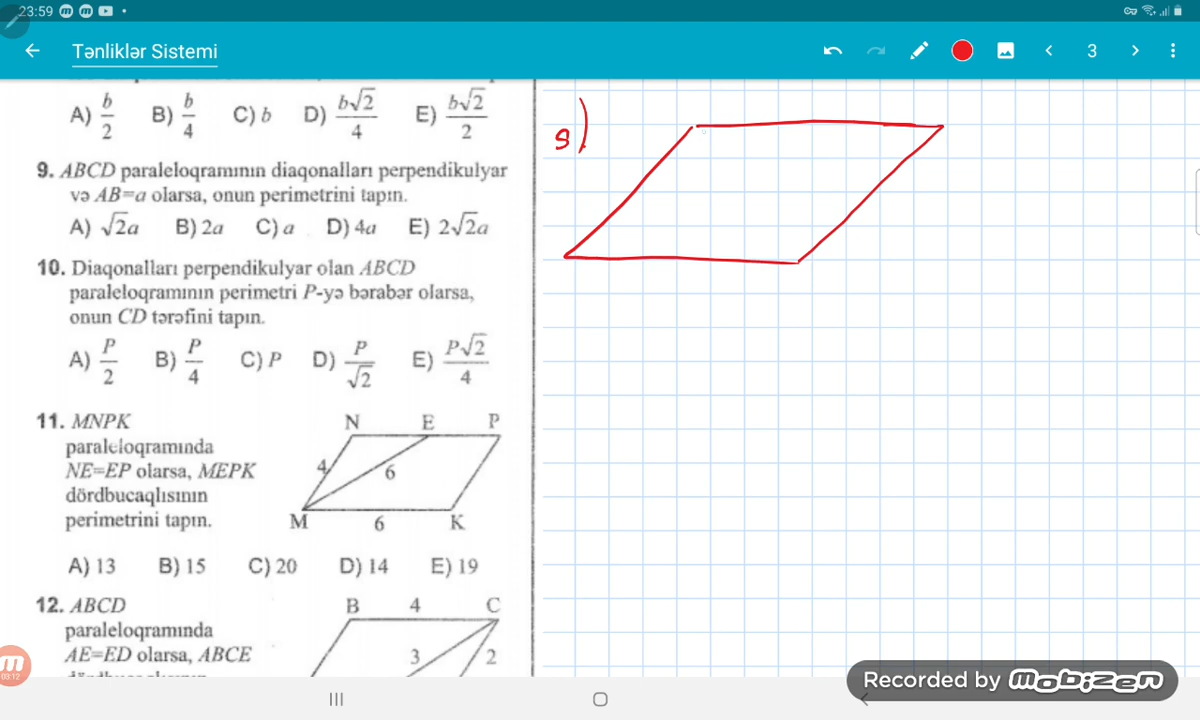 23:59
Tənliklər Sistemi
3
A) b/2 B) b/4 C) b D) b√2/4 E) b√2/2
9. ABCD paraleloqramının diaqonalları perpendikulyar
və AB=a olarsa, onun perimetrini tapın.
A) √2a B) 2a C) a D) 4a E) 2√2a
10. Diaqonalları perpendikulyar olan ABCD
paraleloqramının perimetri P-yə bərabər olarsa,
onun CD tərəfini tapın.
A) P/2 B) P/4 C) P D) P/√2 E) P√2/4
11. MNPK
paraleloqramında
NE=EP olarsa, MEPK
dördbucaqlısının
perimetrini tapın.
N E P
4 6
M 6 K
A) 13 B) 15 C) 20 D) 14 E) 19
12. ABCD
paraleloqramında
AE=ED olarsa, ABCE
B 4 C
3 2
8)
m
03:12
Recorded by mobizen